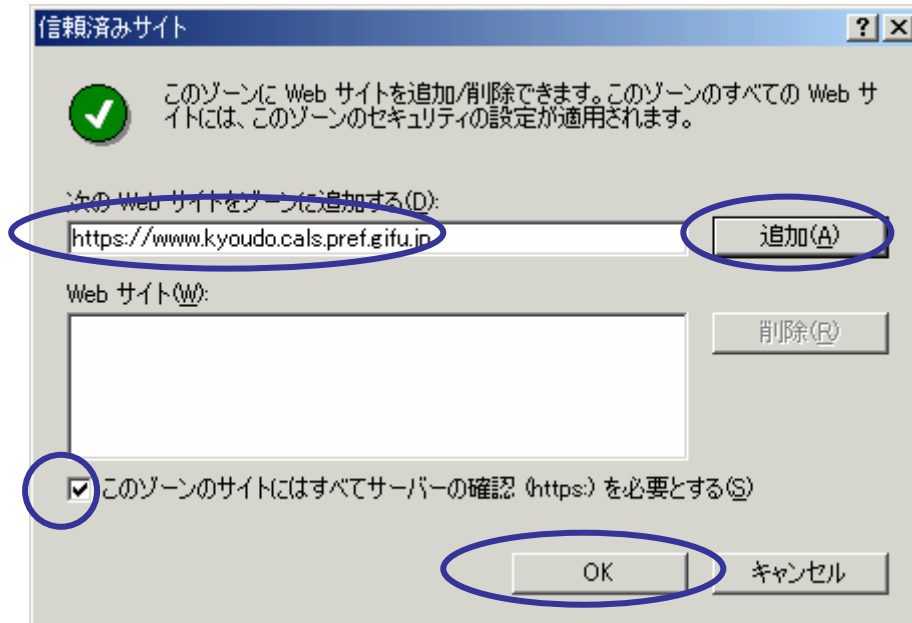 信頼済みサイト
このゾーンに Web サイトを追加/削除できます。このゾーンのすべての Web サ
イトには、このゾーンのセキュリティの設定が適用されます。
次の Web サイトをゾーンに追加する(D):
https://www.kyoudo.cals.pref.gifu.jp
追加(A)
Web サイト(W):
削除(R)
このゾーンのサイトにはすべてサーバーの確認 (https:) を必要とする(S)
OK
キャンセル